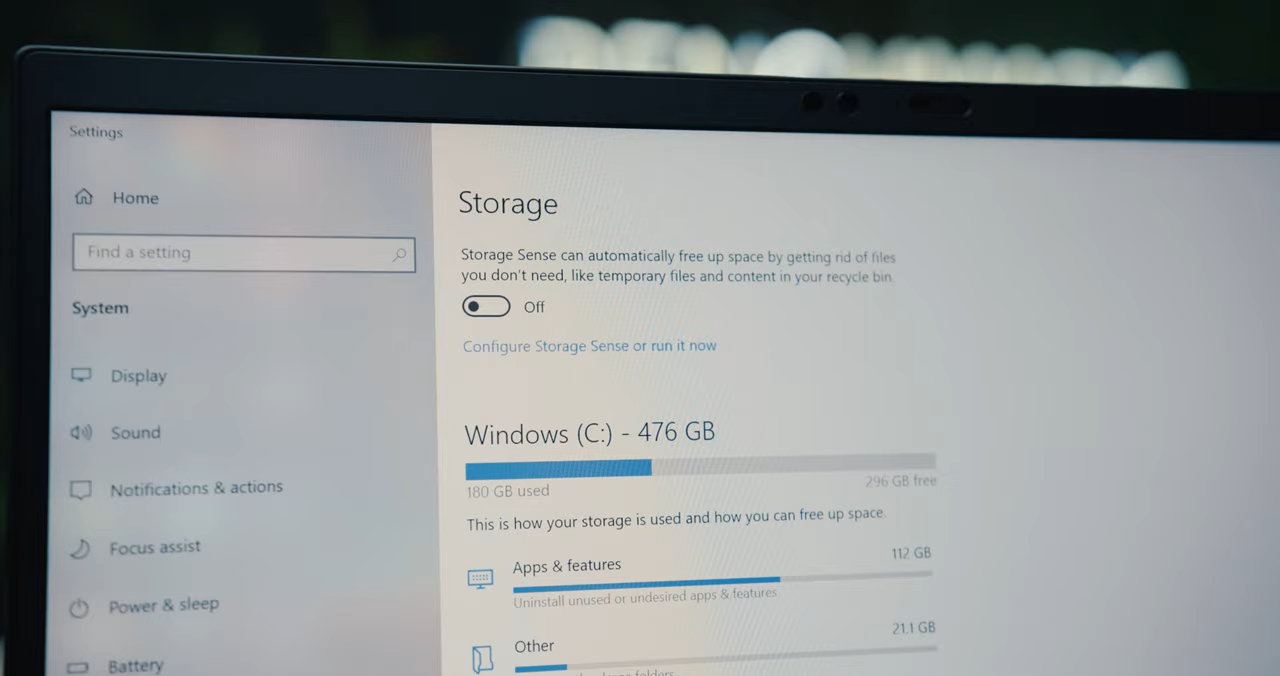 Settings
Home
Find a setting
System
Display
Sound
Notifications & actions
Focus assist
Power & sleep
Battery
Storage
Storage Sense can automatically free up space by getting rid of files
you don't need, like temporary files and content in your recycle bin.
Off
Configure Storage Sense or run it now
Windows (C:) - 476 GB
180 GB used
296 GB free
This is how your storage is used and how you can free up space.
Apps & features
112 GB
Uninstall unused or undesired apps & features
Other
21.1 GB
folders